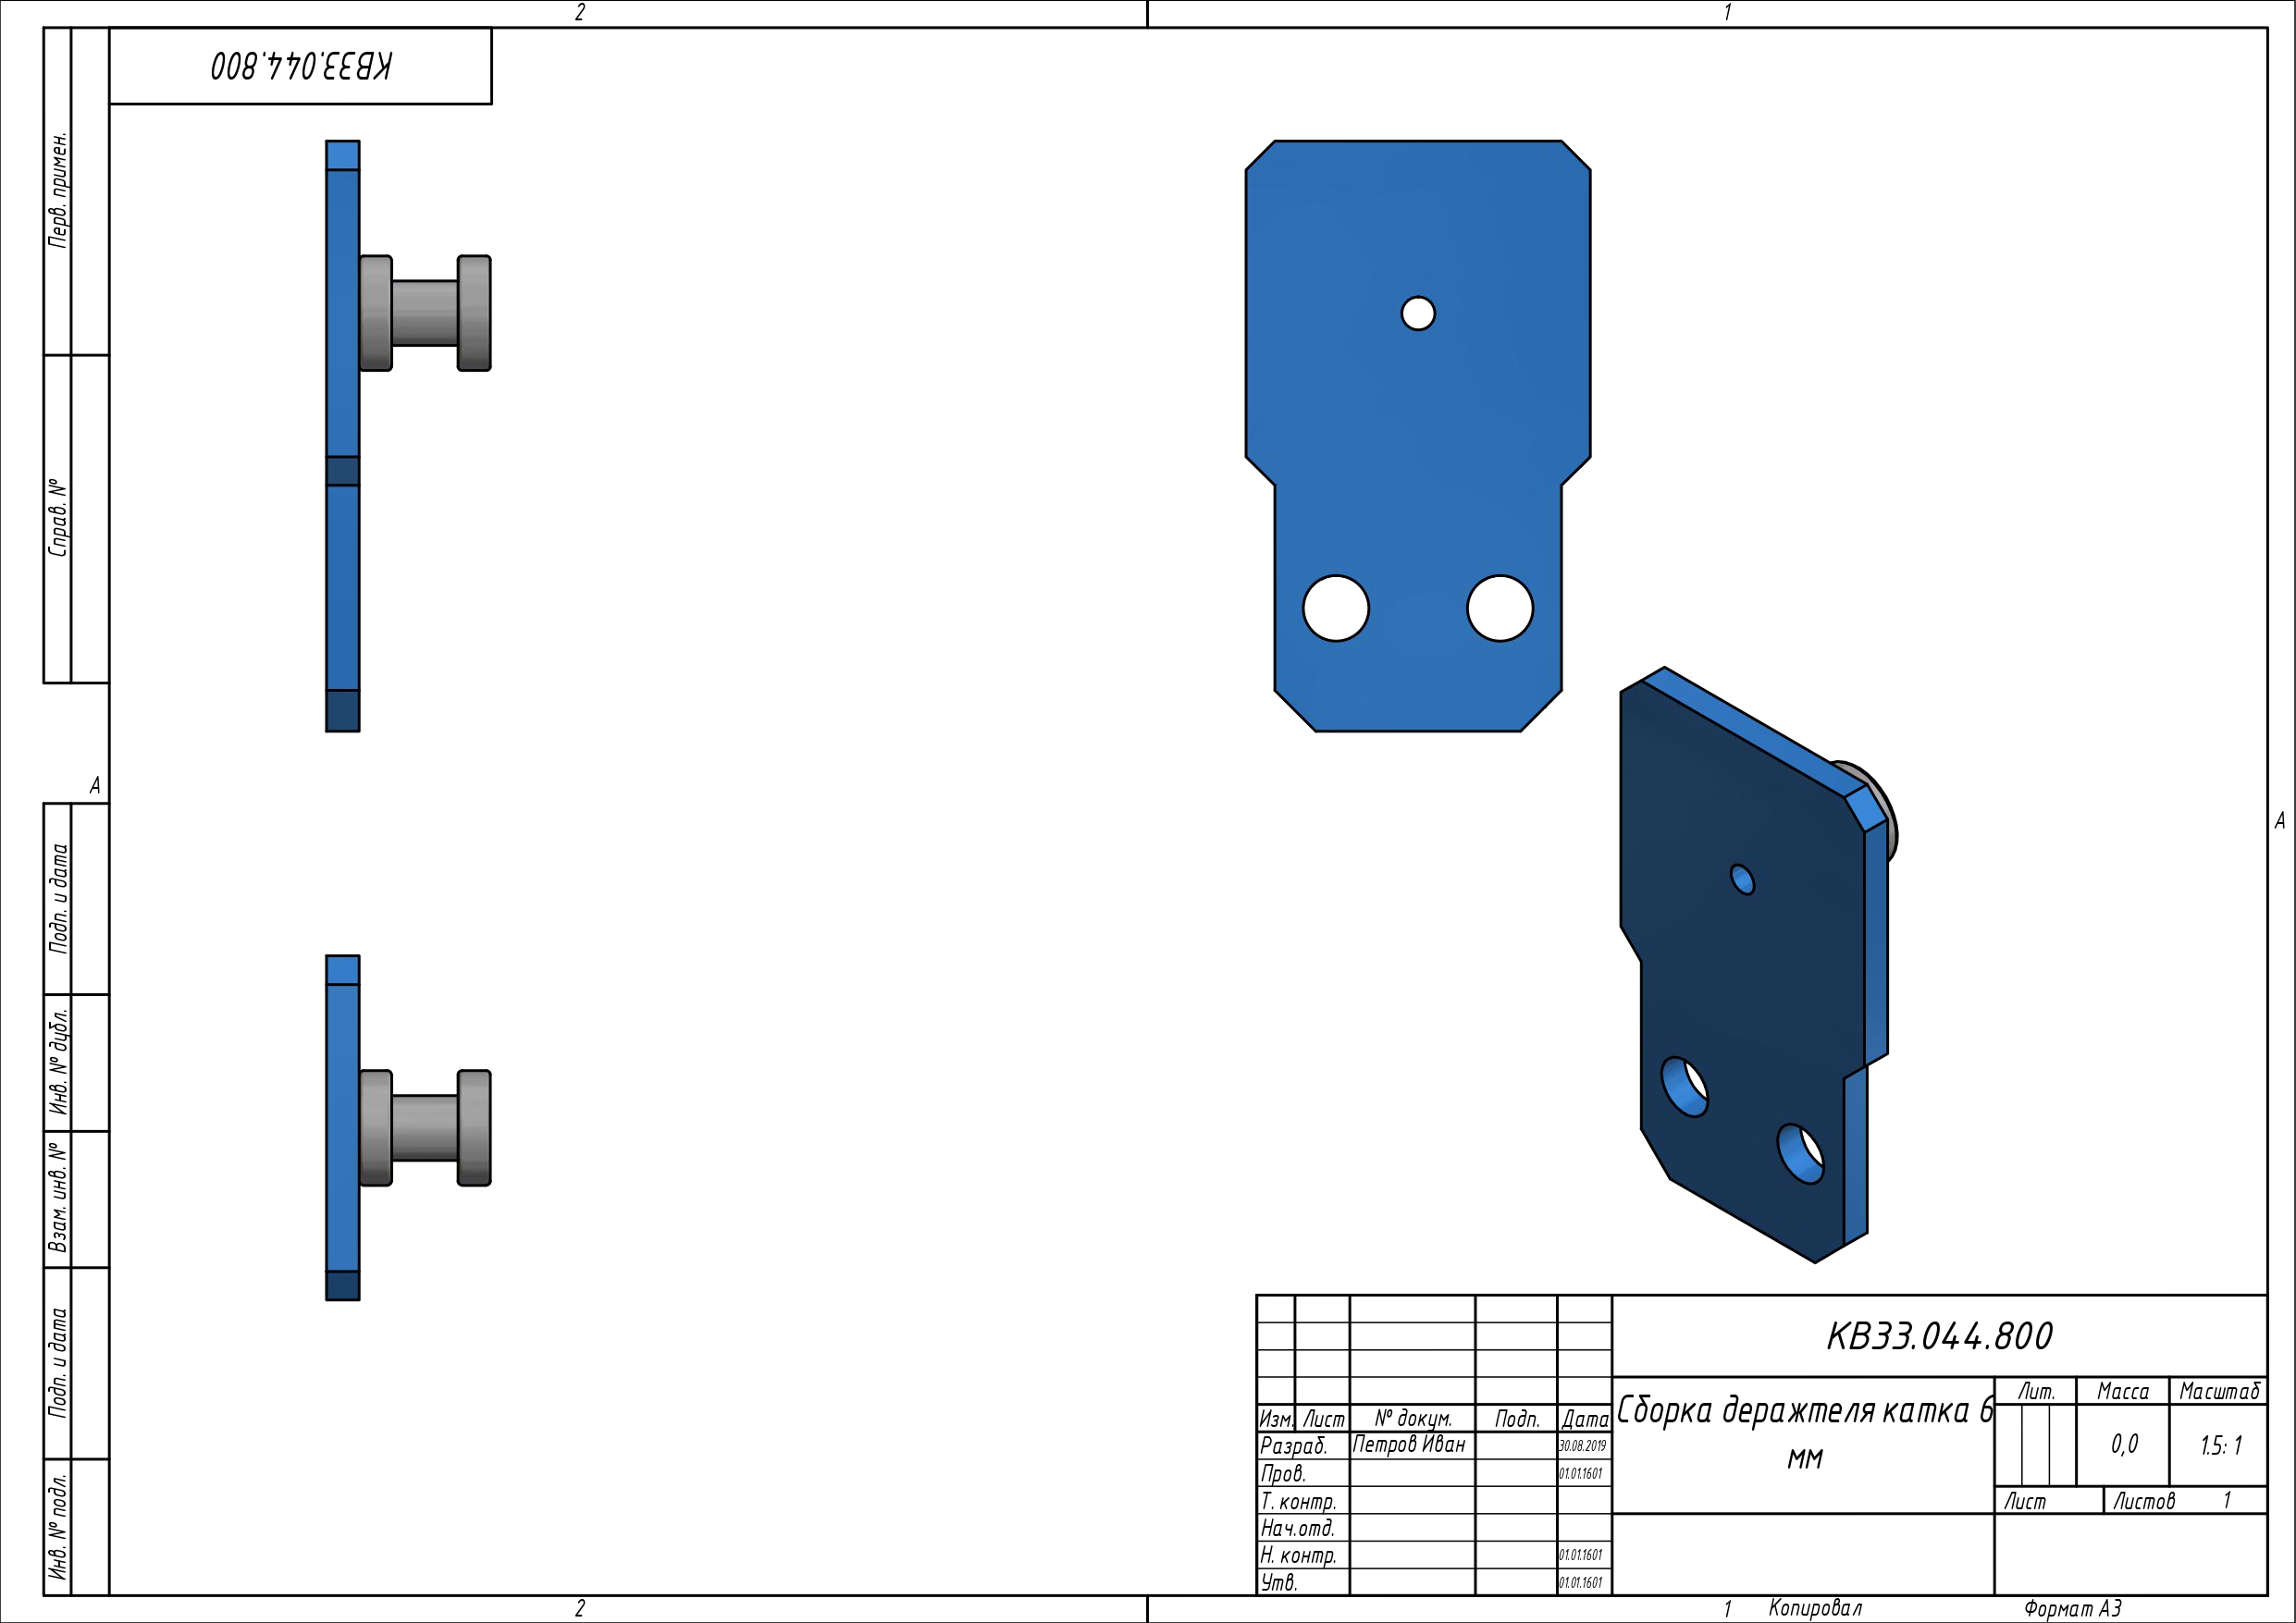 2
1
КВ33.044.800
Перв. примен.
Справ. №
А
А
Подп. и дата
Инв. № дубл.
Взам. инв. №
Подп. и дата
Инв. № подл.
КВ33.044.800
Сборка деражтеля катка 6
мм
Лит. Масса Масштаб
0,0 1.5: 1
Лист Листов 1
Изм. Лист № докум. Подп. Дата
Разраб. Петров Иван 30.08.2019
Пров. 01.01.1601
Т. контр.
Нач.отд.
Н. контр. 01.01.1601
Утв. 01.01.1601
2
1 Копировал Формат А3